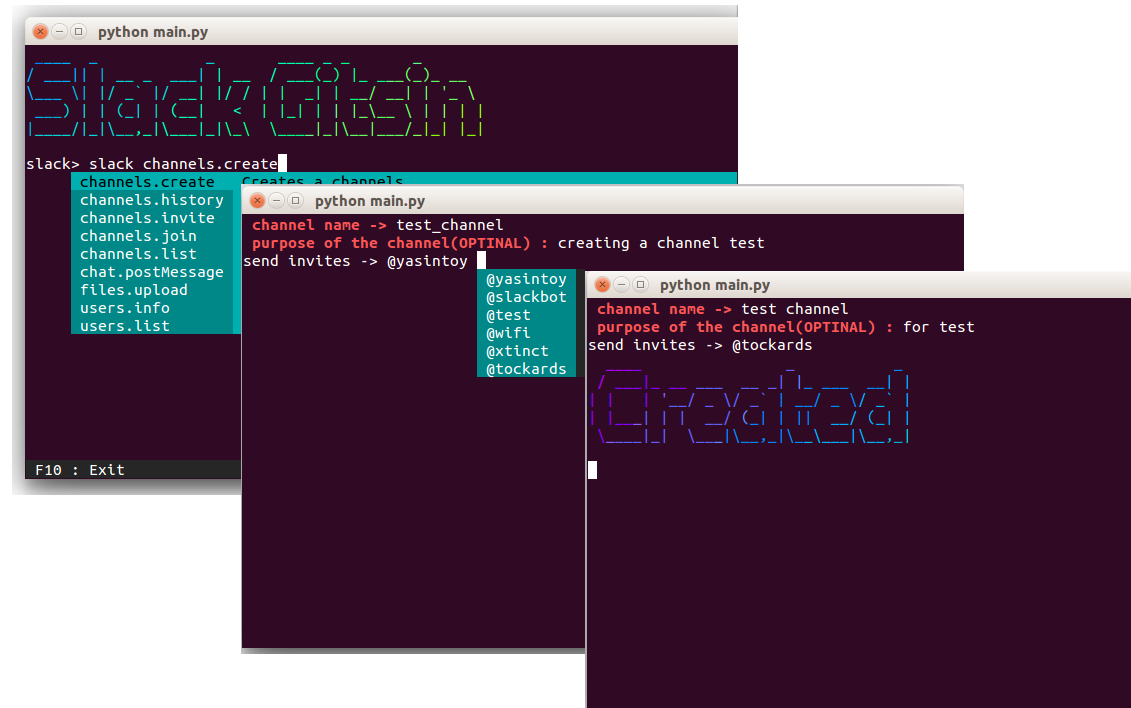 python main.py
Slack Gitsin
slack> slack channels.create
channels.create Creates a channels
channels.history
channels.invite
channels.join
channels.list
chat.postMessage
files.upload
users.info
users.list
F10 : Exit
python main.py
channel name -> test_channel
purpose of the channel(OPTINAL) : creating a channel test
send invites -> @yasintoy
@yasintoy
@slackbot
@test
@wifi
@xtinct
@tockards
python main.py
channel name -> test channel
purpose of the channel(OPTINAL) : for test
send invites -> @tockards
Created